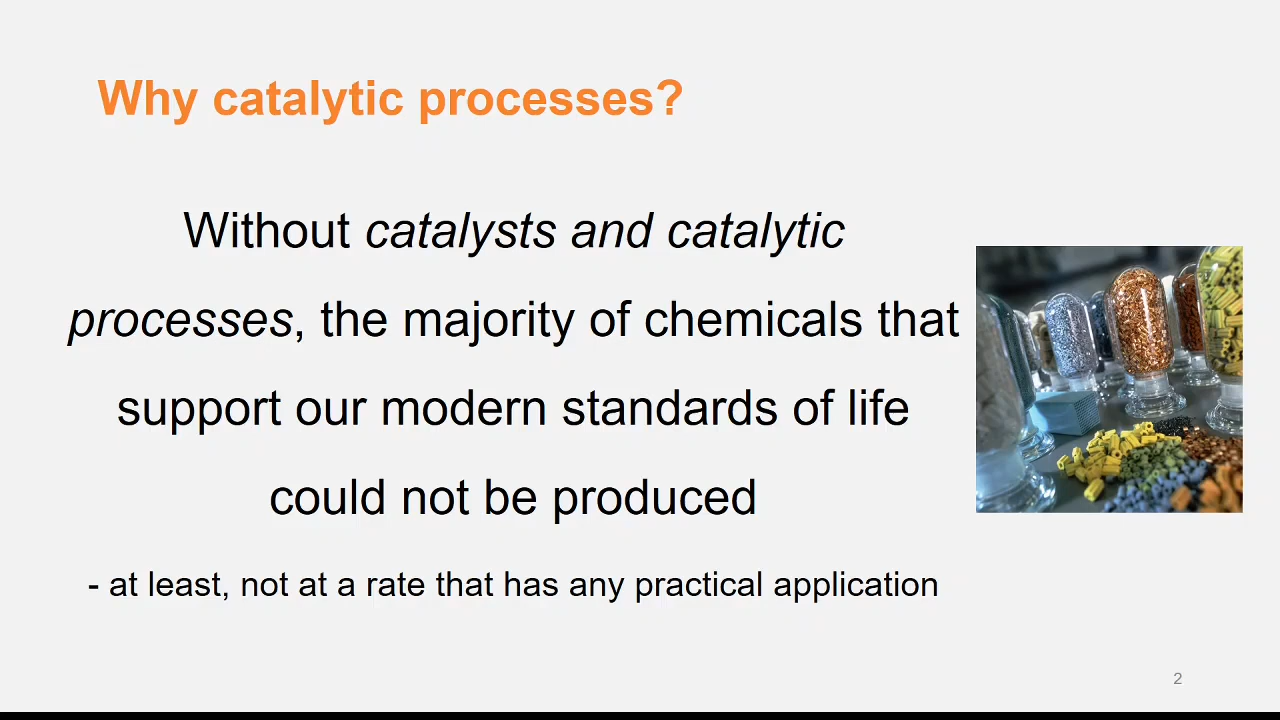 Why catalytic processes?
Without catalysts and catalytic
processes, the majority of chemicals that
support our modern standards of life
could not be produced
- at least, not at a rate that has any practical application
2